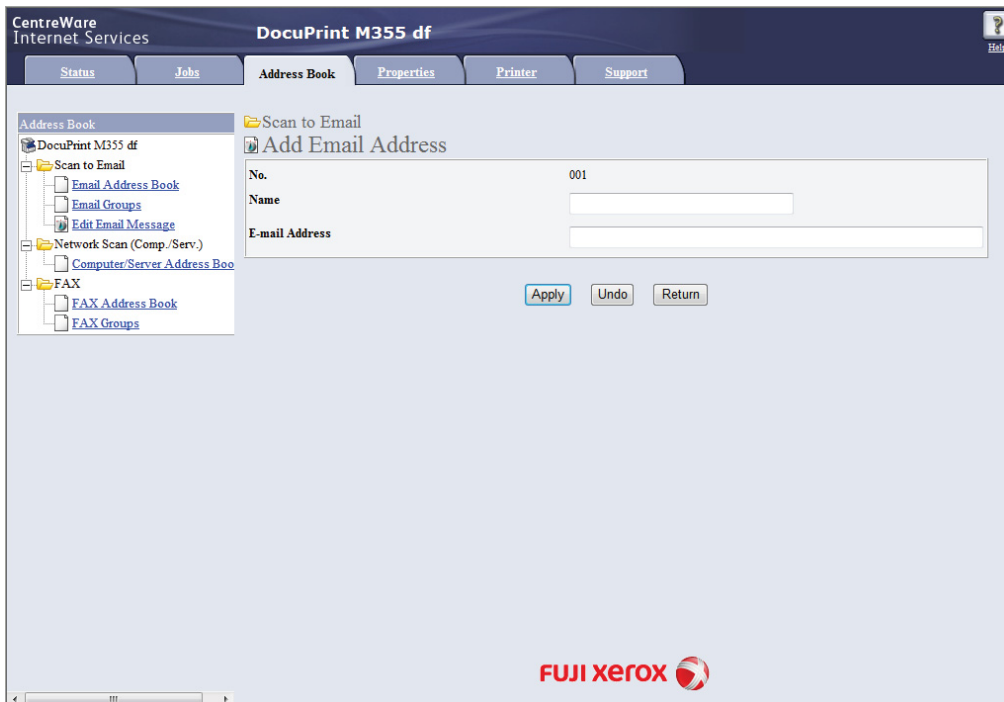 CentreWare
Internet Services
DocuPrint M355 df
Help
Status
Jobs
Address Book
Properties
Printer
Support
Address Book
DocuPrint M355 df
Scan to Email
Email Address Book
Email Groups
Edit Email Message
Network Scan (Comp./Serv.)
Computer/Server Address Boo
FAX
FAX Address Book
FAX Groups
Scan to Email
Add Email Address
No. 001
Name
E-mail Address
Apply Undo Return
FUJI xerox